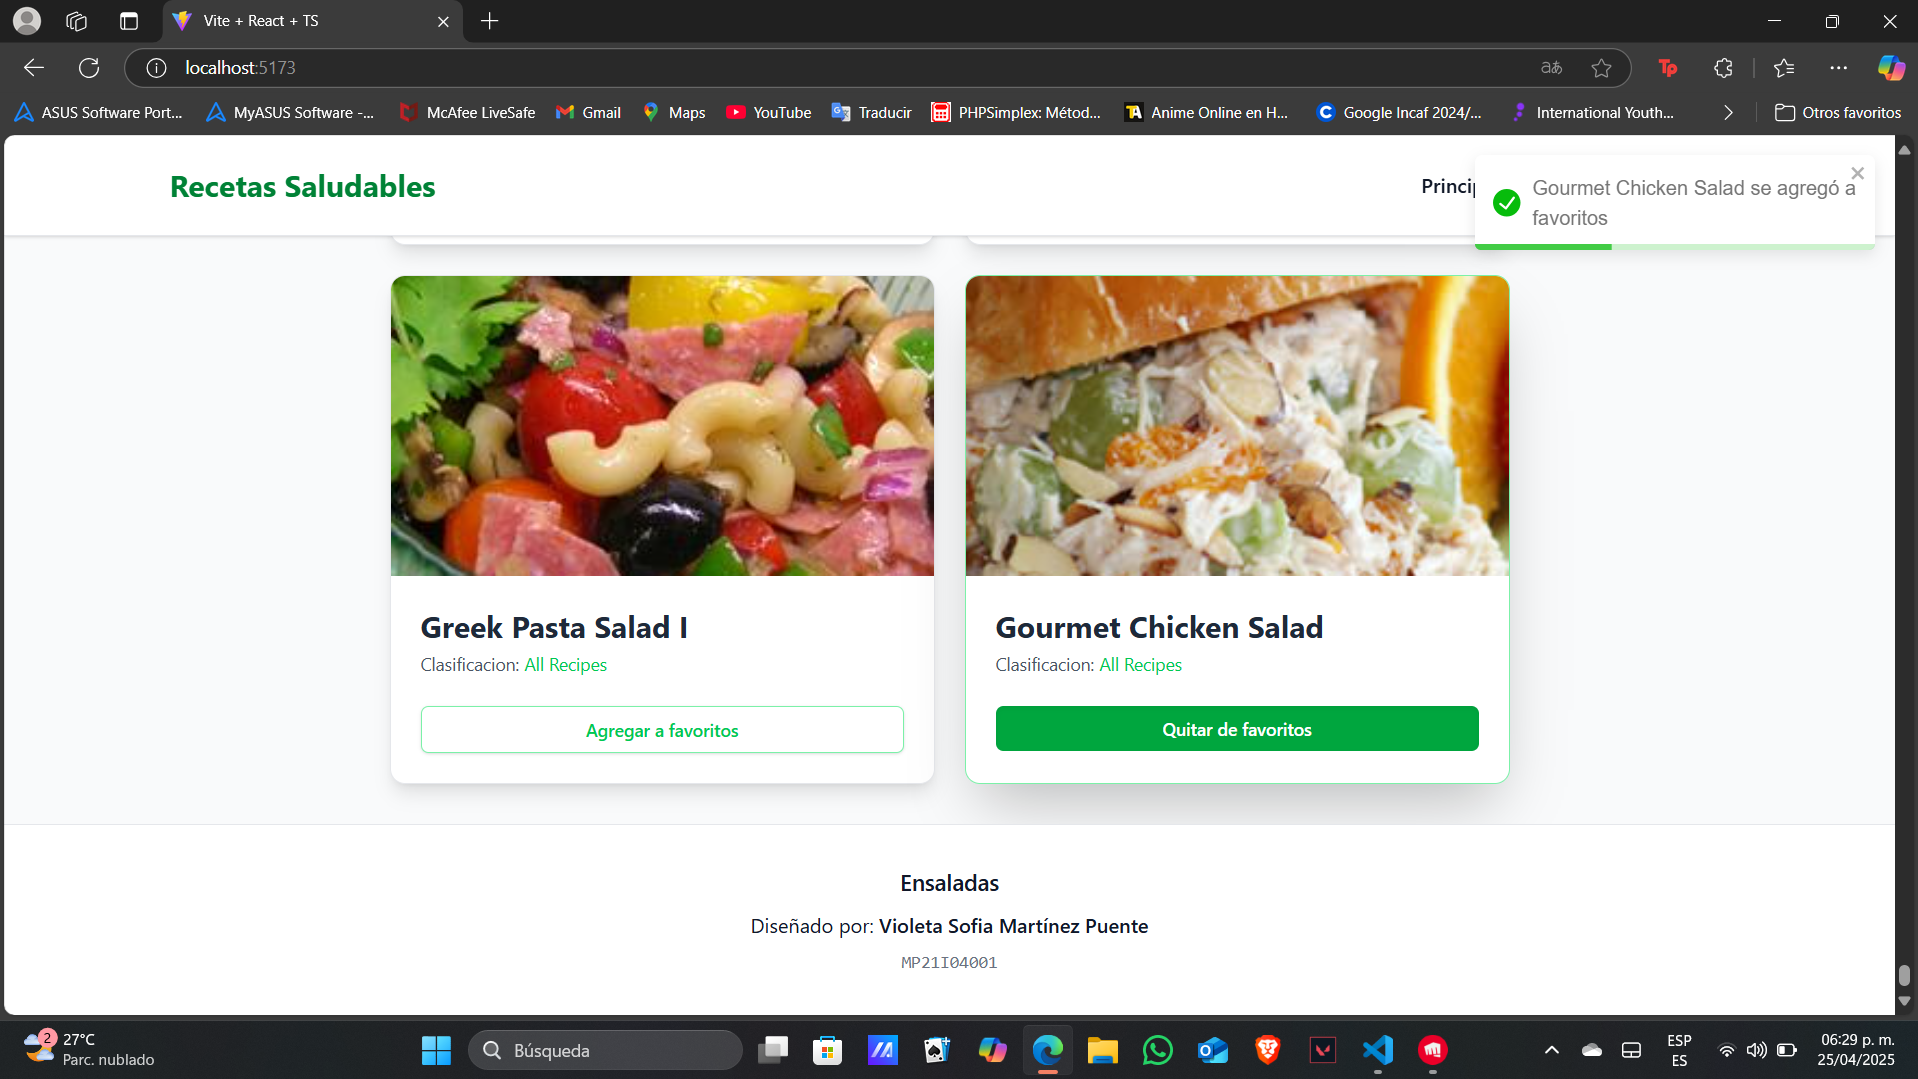 Vite + React + TS
localhost:5173
ASUS Software Port...
MyASUS Software -...
McAfee LiveSafe
Gmail
Maps
YouTube
Traducir
PHPSimplex: Métod...
Anime Online en H...
Google Incaf 2024/...
International Youth...
Otros favoritos
Recetas Saludables
Princip
Gourmet Chicken Salad se agregó a
favoritos
Greek Pasta Salad I
Clasificacion: All Recipes
Agregar a favoritos
Gourmet Chicken Salad
Clasificacion: All Recipes
Quitar de favoritos
Ensaladas
Diseñado por: Violeta Sofia Martínez Puente
MP21I04001
2
27°C
Parc. nublado
Búsqueda
ESP
ES
06:29 p. m.
25/04/2025